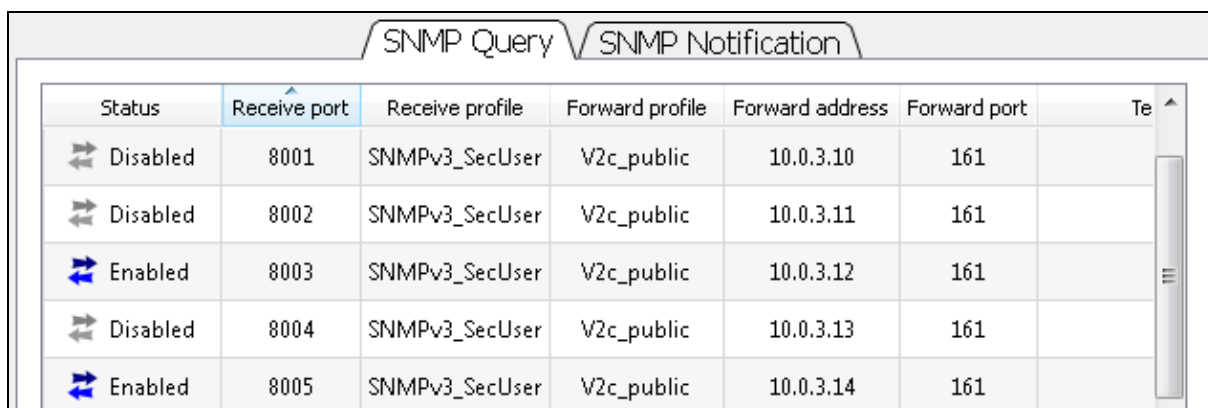 SNMP Query SNMP Notification
Status Receive port Receive profile Forward profile Forward address Forward port Te
Disabled 8001 SNMPv3_SecUser V2c_public 10.0.3.10 161
Disabled 8002 SNMPv3_SecUser V2c_public 10.0.3.11 161
Enabled 8003 SNMPv3_SecUser V2c_public 10.0.3.12 161
Disabled 8004 SNMPv3_SecUser V2c_public 10.0.3.13 161
Enabled 8005 SNMPv3_SecUser V2c_public 10.0.3.14 161